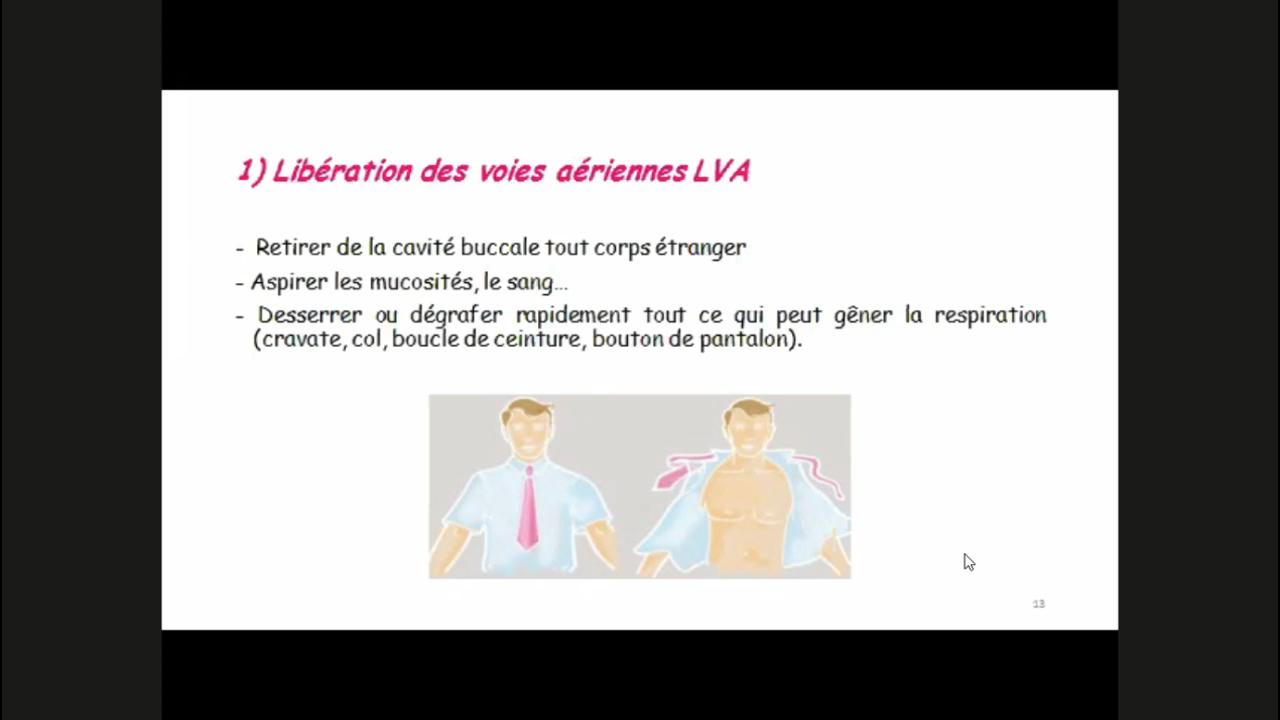 1) Libération des voies aériennes LVA
- Retirer de la cavité buccale tout corps étranger
- Aspirer les mucosités, le sang...
- Desserrer ou dégrafer rapidement tout ce qui peut gêner la respiration
(cravate, col, boucle de ceinture, bouton de pantalon).
13